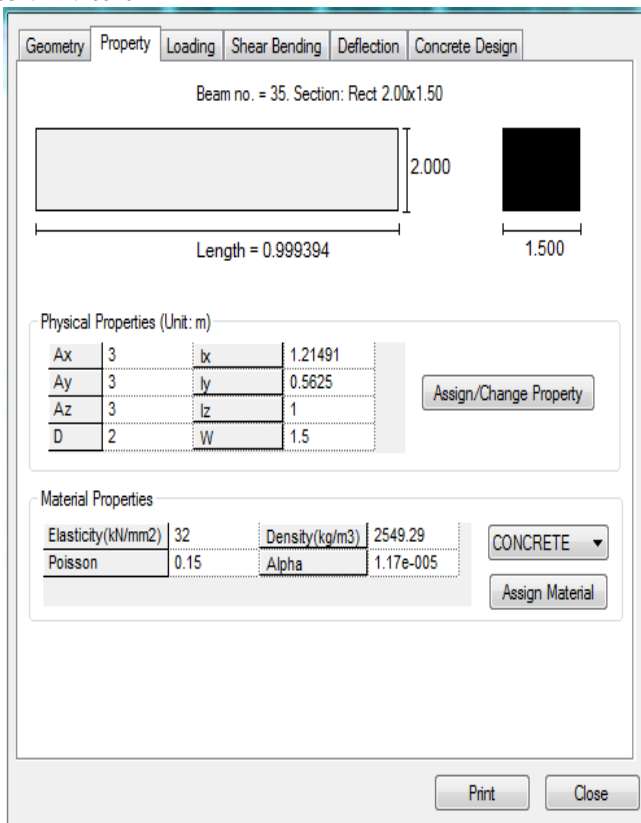 Geometry Property Loading Shear Bending Deflection Concrete Design
Beam no. = 35. Section: Rect 2.00x1.50
2.000
Length = 0.999394
1.500
Physical Properties (Unit: m)
Ax 3 Ix 1.21491
Ay 3 Iy 0.5625
Assign/Change Property
Az 3 Iz 1
D 2 W 1.5
Material Properties
Elasticity(kN/mm2) 32 Density(kg/m3) 2549.29
CONCRETE
Poisson 0.15 Alpha 1.17e-005
Assign Material
Print Close